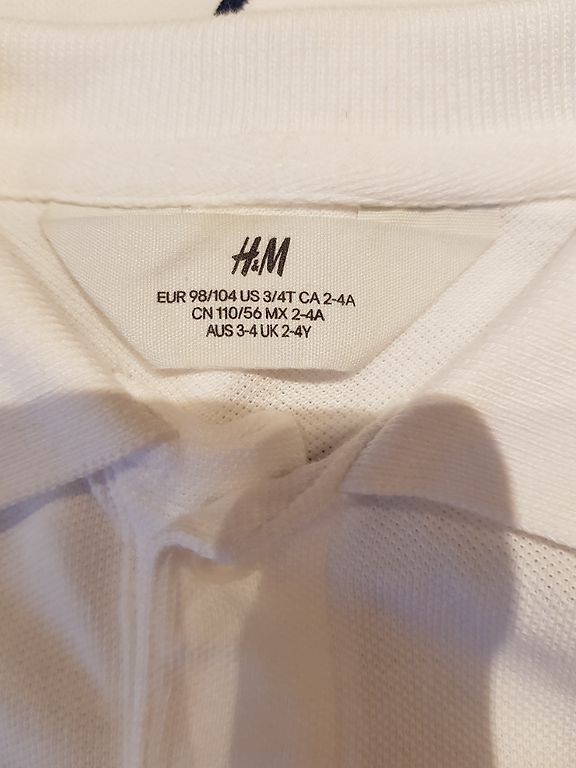 H&M
EUR 98/104 US 3/4T CA 2-4A
CN 110/56 MX 2-4A
AUS 3-4 UK 2-4Y